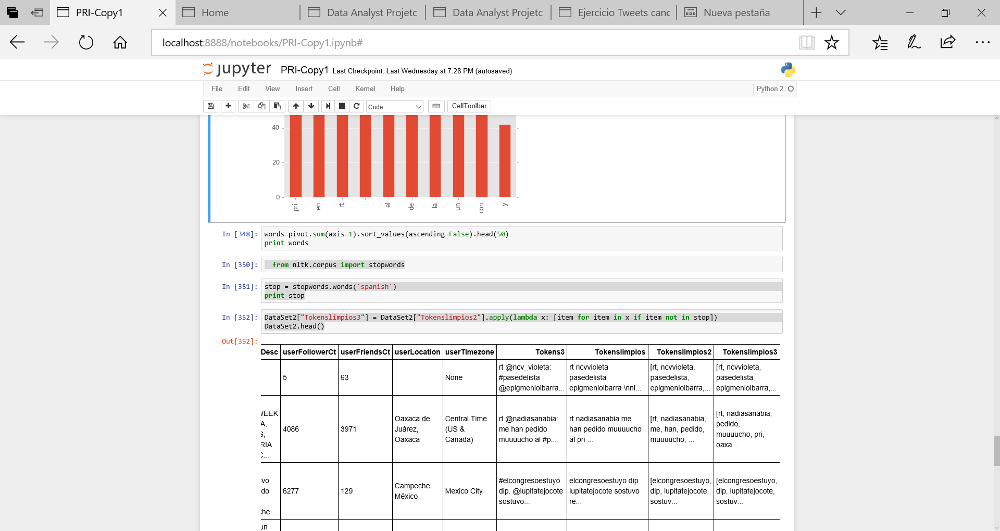 PRI-Copy1
Home
Data Analyst Projetc
Data Analyst Projetc
Ejercicio Tweets canc
Nueva pestaña
localhost:8888/notebooks/PRI-Copy1.ipynb#
jupyter PRI-Copy1 Last Checkpoint: Last Wednesday at 7:28 PM (autosaved)
File Edit View Insert Cell Kernel Help Python 2
Code CellToolbar
40
20
0
pri en rt ... el de la un con y
In [348]: words=pivot.sum(axis=1).sort_values(ascending=False).head(50)
print words
In [350]: from nltk.corpus import stopwords
In [351]: stop = stopwords.words('spanish')
print stop
In [352]: DataSet2["Tokenslimpios3"] = DataSet2["Tokenslimpios2"].apply(lambda x: [item for item in x if item not in stop])
DataSet2.head()
Out[352]:
Desc userFollowerCt userFriendsCt userLocation userTimezone Tokens3 Tokenslimpios Tokenslimpios2 Tokenslimpios3
5
63
None
rt @ncv_violeta:
#pasedelista
@epigmenioibarra...
rt ncvvioleta
pasedelista
epigmenioibarra \nni...
[rt, ncvvioleta,
pasedelista,
epigmenioibarra,...
[rt, ncvvioleta,
pasedelista,
epigmenioibarra,...
WEEK
A,
S,
RIA
C...
4086
3971
Oaxaca de
Juárez,
Oaxaca
Central Time
(US &
Canada)
rt @nadiasanabia:
me han pedido
muuuucho al #p...
rt nadiasanabia me
han pedido muuuucho
al pri ...
[rt, nadiasanabia,
me, han, pedido,
muuuucho, ...
[rt, nadiasanabia,
pedido,
muuuucho, pri,
oaxa...
ivo
do
che.
6277
129
Campeche,
México
Mexico City
#elcongresoestuyo
dip. @lupitatejocote
sostuvo...
elcongresoestuyo dip
lupitatejocote sostuvo
re...
[elcongresoestuyo,
dip, lupitatejocote,
sostuv...
[elcongresoestuyo,
dip, lupitatejocote,
sostuv...
un